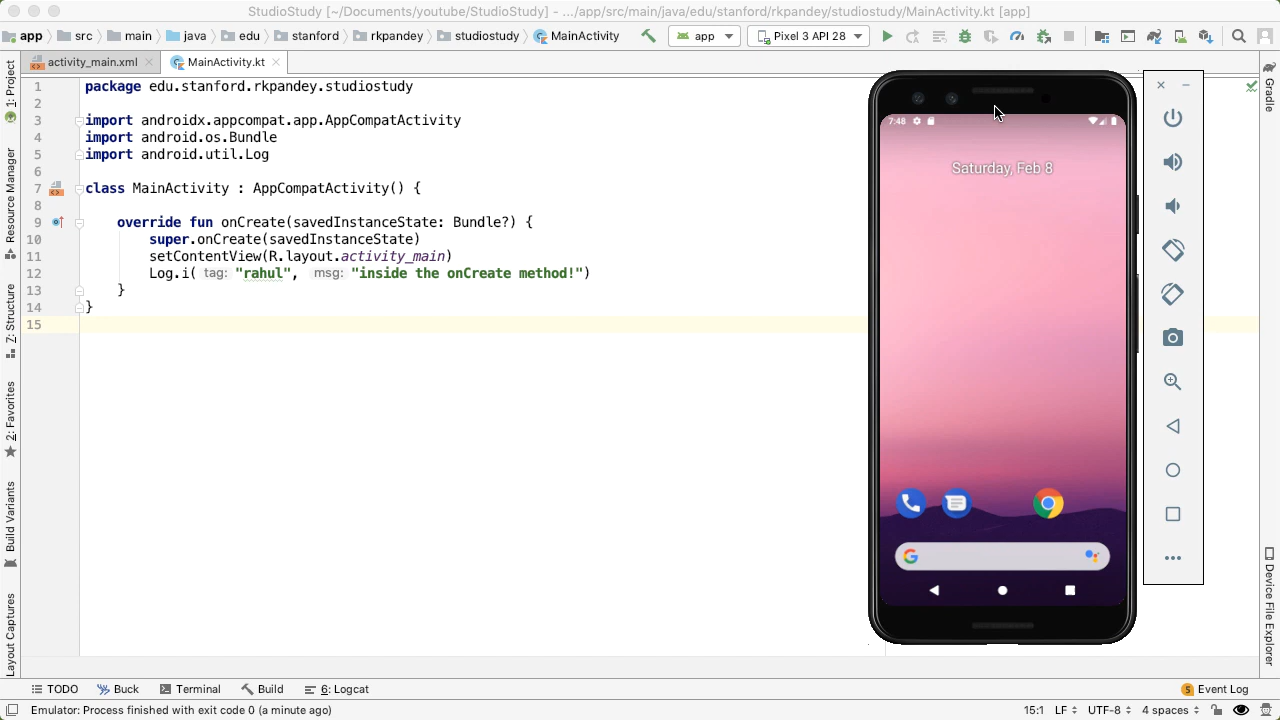 StudioStudy [~/Documents/youtube/StudioStudy] - .../app/src/main/java/edu/stanford/rkpandey/studiostudy/MainActivity.kt [app]
app src main java edu stanford rkpandey studiostudy MainActivity app Pixel 3 API 28
activity_main.xml MainActivity.kt
1: Project
Resource Manager
Z: Structure
2: Favorites
Build Variants
Layout Captures
1 package edu.stanford.rkpandey.studiostudy
2
3 import androidx.appcompat.app.AppCompatActivity
4 import android.os.Bundle
5 import android.util.Log
6
7 class MainActivity : AppCompatActivity() {
8
9 override fun onCreate(savedInstanceState: Bundle?) {
10 super.onCreate(savedInstanceState)
11 setContentView(R.layout.activity_main)
12 Log.i( tag: "rahul", msg: "inside the onCreate method!")
13 }
14 }
15
7:48
Saturday, Feb 8
Gradle
Device File Explorer
TODO Buck Terminal Build 6: Logcat 5 Event Log
Emulator: Process finished with exit code 0 (a minute ago) 15:1 LF UTF-8 4 spaces